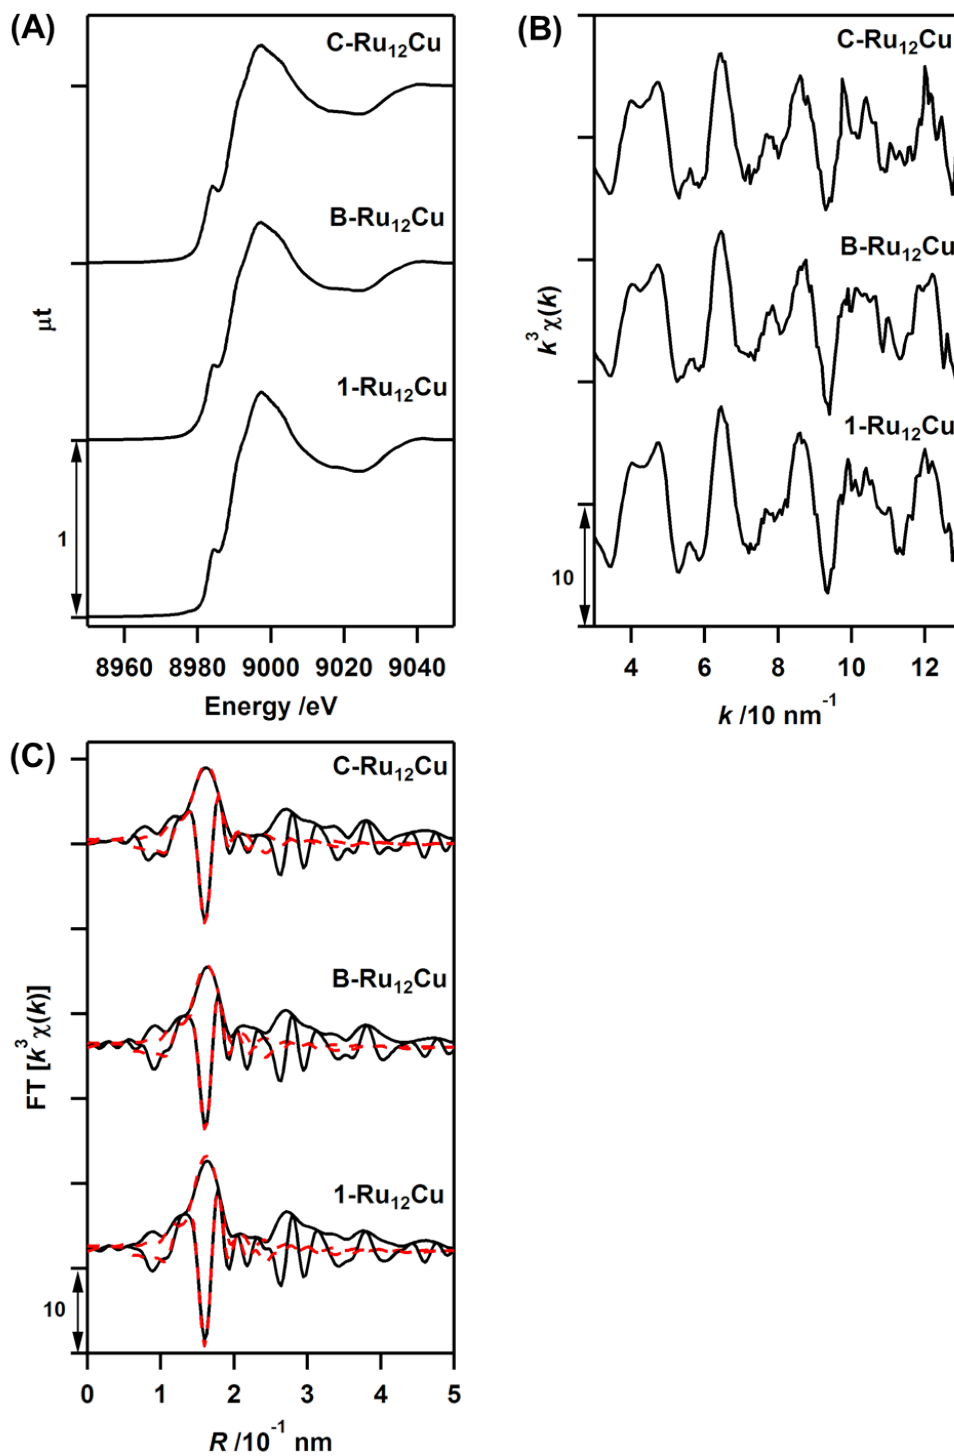 (A)
C-Ru12Cu
B-Ru12Cu
1-Ru12Cu
μt
1
8960 8980 9000 9020 9040
Energy /eV
(B)
C-Ru12Cu
B-Ru12Cu
1-Ru12Cu
k³χ(k)
10
4 6 8 10 12
k /10 nm⁻¹
(C)
C-Ru12Cu
B-Ru12Cu
1-Ru12Cu
FT [k³χ(k)]
10
0 1 2 3 4 5
R /10⁻¹ nm